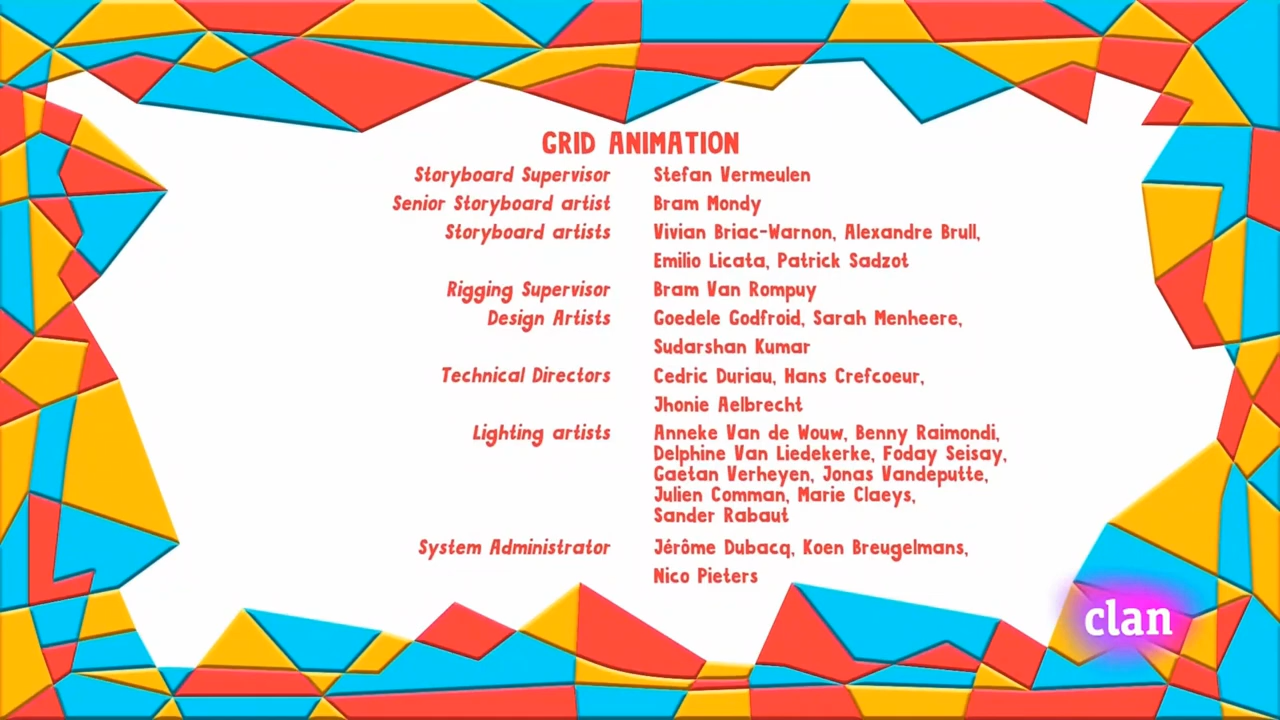 GRID ANIMATION
Storyboard Supervisor Stefan Vermeulen
Senior Storyboard artist Bram Mondy
Storyboard artists Vivian Briac-Warnon, Alexandre Brull,
Emilio Licata, Patrick Sadzot
Rigging Supervisor Bram Van Rompuy
Design Artists Goedele Godfroid, Sarah Menheere,
Sudarshan Kumar
Technical Directors Cedric Duriau, Hans Crefcoeur,
Jhonie Aelbrecht
Lighting artists Anneke Van de Wouw, Benny Raimondi,
Delphine Van Liedekerke, Foday Seisay,
Gaetan Verheyen, Jonas Vandeputte,
Julien Comman, Marie Claeys,
Sander Rabaut
System Administrator Jérôme Dubacq, Koen Breugelmans,
Nico Pieters
clan